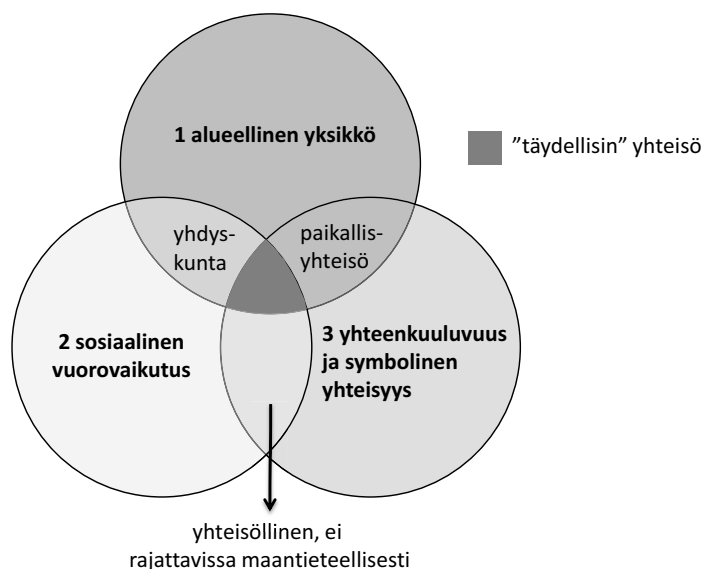 1 alueellinen yksikkö
”täydellisin” yhteisö
yhdys-
kunta
paikallis-
yhteisö
2 sosiaalinen
vuorovaikutus
3 yhteenkuuluvuus
ja symbolinen
yhteisyys
yhteisöllinen, ei
rajattavissa maantieteellisesti